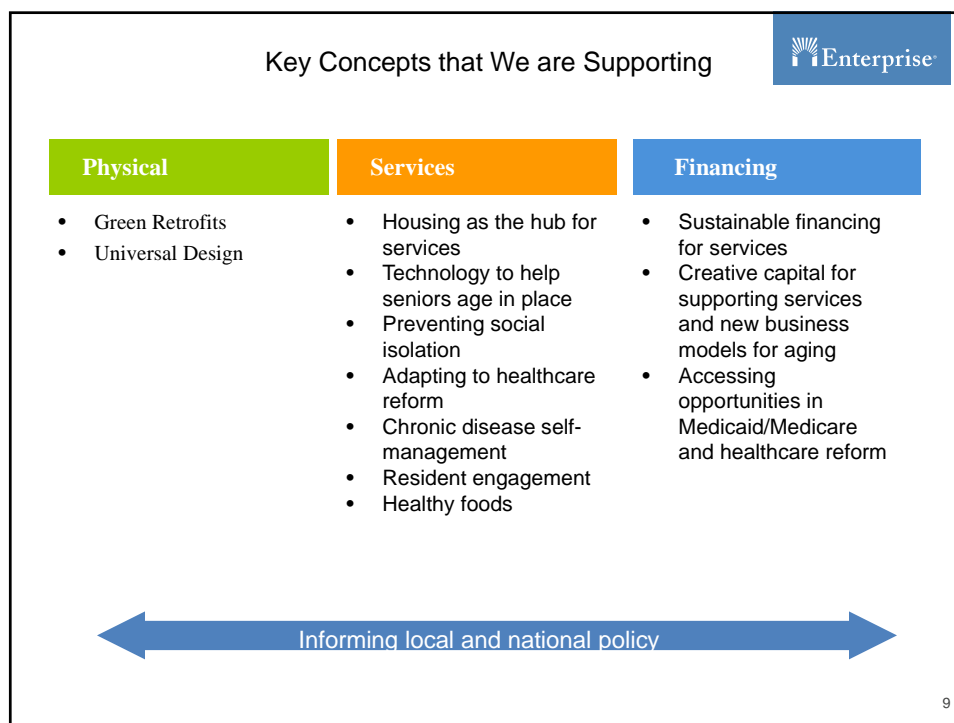 Key Concepts that We are Supporting
Enterprise
Physical
• Green Retrofits
• Universal Design
Services
• Housing as the hub for
services
• Technology to help
seniors age in place
• Preventing social
isolation
• Adapting to healthcare
reform
• Chronic disease self-
management
• Resident engagement
• Healthy foods
Financing
• Sustainable financing
for services
• Creative capital for
supporting services
and new business
models for aging
• Accessing
opportunities in
Medicaid/Medicare
and healthcare reform
Informing local and national policy
9